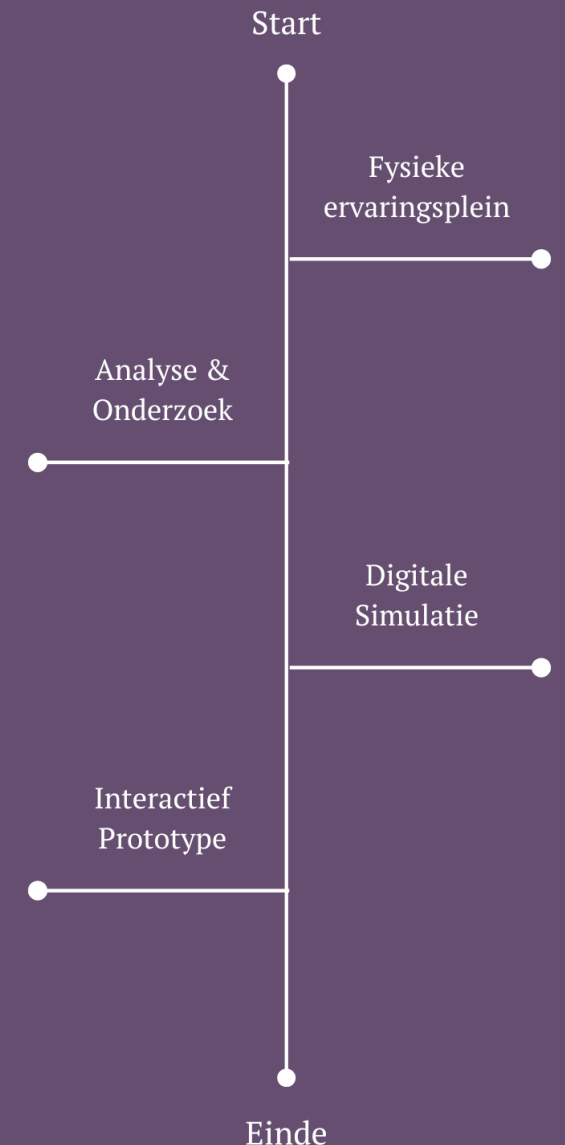 Start
Fysieke
ervaringsplein
Analyse &
Onderzoek
Digitale
Simulatie
Interactief
Prototype
Einde